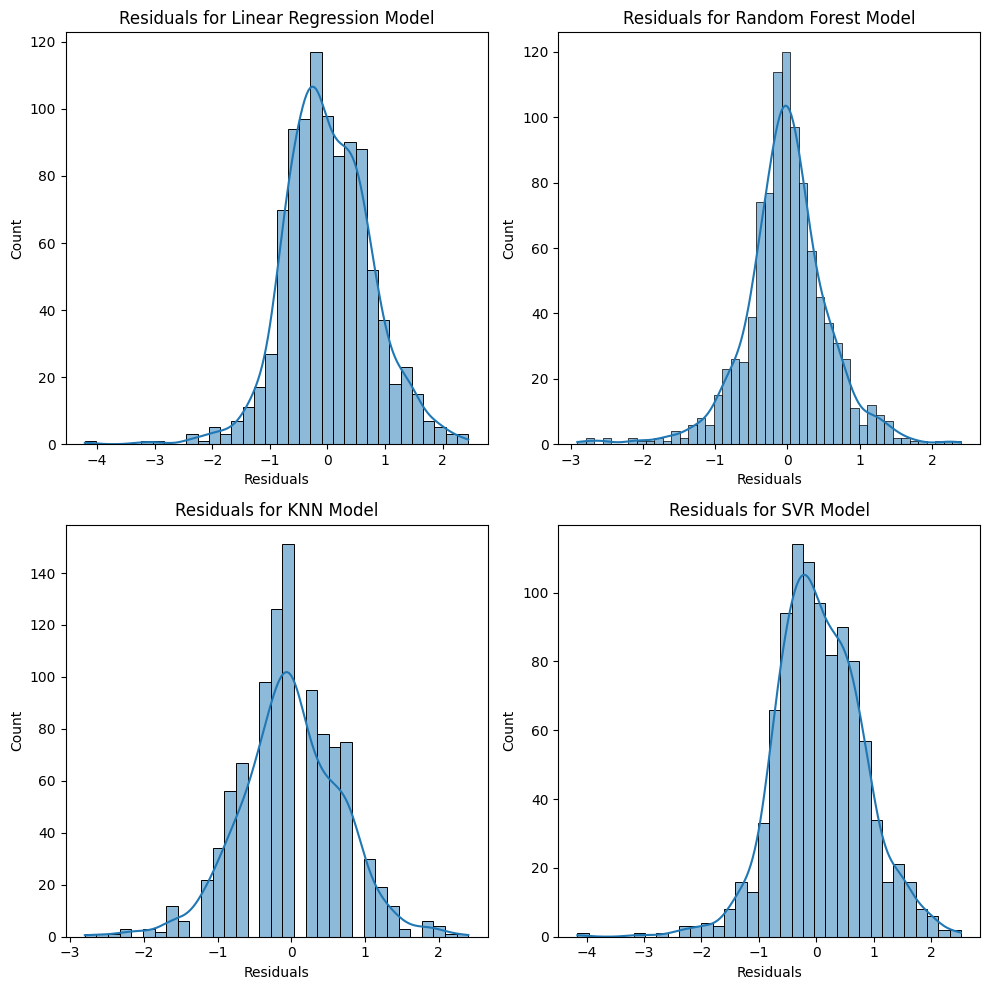 Residuals for Linear Regression Model
120
100
80
60
40
20
0
Count
−4 −3 −2 −1 0 1 2
Residuals
Residuals for Random Forest Model
120
100
80
60
40
20
0
Count
−3 −2 −1 0 1 2
Residuals
Residuals for KNN Model
140
120
100
80
60
40
20
0
Count
−3 −2 −1 0 1 2
Residuals
Residuals for SVR Model
100
80
60
40
20
0
Count
−4 −3 −2 −1 0 1 2
Residuals